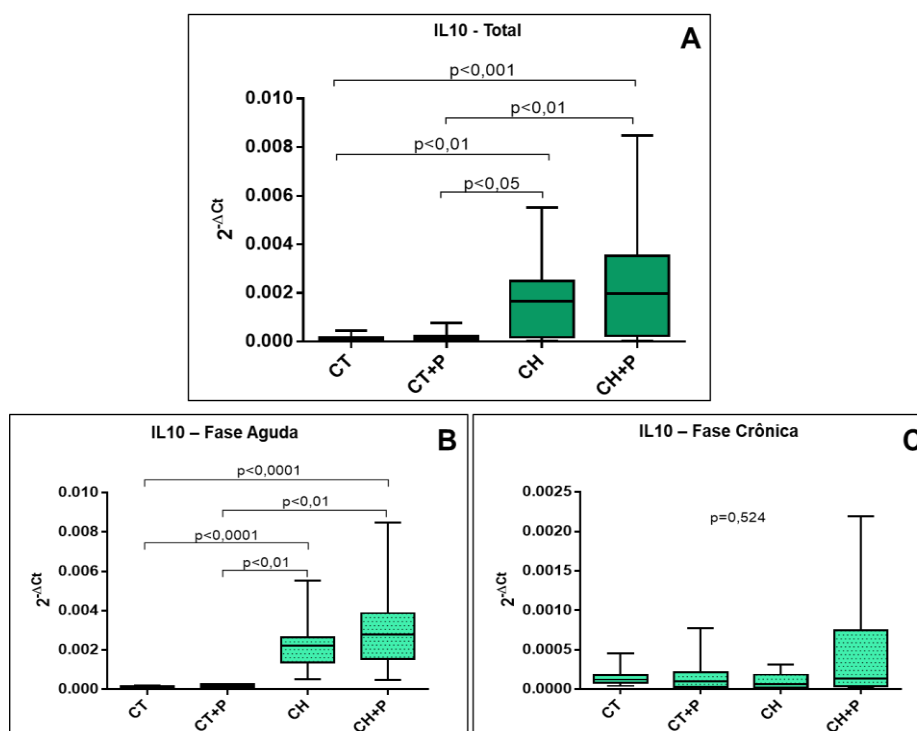 IL10 - Total
A
p<0,001
p<0,01
p<0,01
p<0,05
0.010
0.008
0.006
0.004
0.002
0.000
2^-ΔCt
CT
CT+P
CH
CH+P
IL10 – Fase Aguda
B
p<0,0001
p<0,01
p<0,0001
p<0,01
0.010
0.008
0.006
0.004
0.002
0.000
2^-ΔCt
CT
CT+P
CH
CH+P
IL10 – Fase Crônica
C
p=0,524
0.0025
0.0020
0.0015
0.0010
0.0005
0.0000
2^-ΔCt
CT
CT+P
CH
CH+P